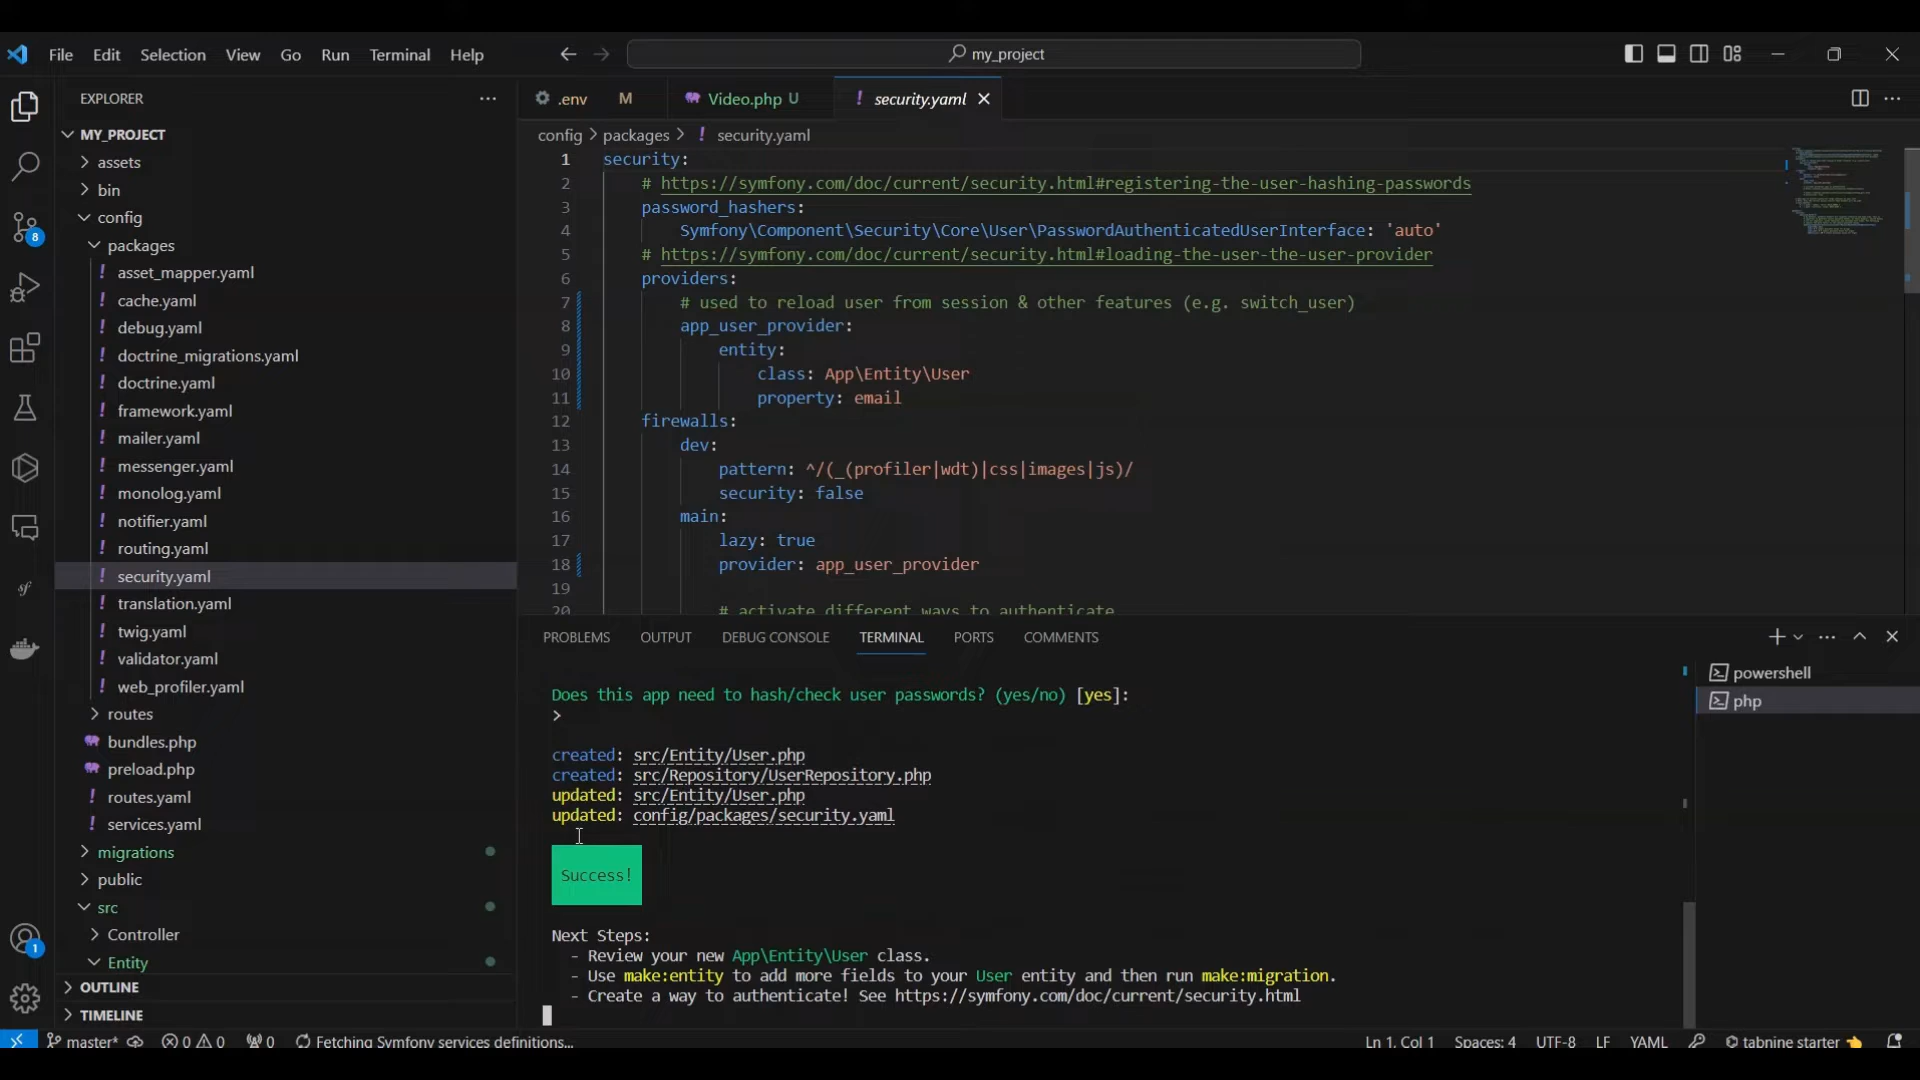 File Edit Selection View Go Run Terminal Help
my_project
EXPLORER
MY_PROJECT
assets
bin
config
packages
! asset_mapper.yaml
! cache.yaml
! debug.yaml
! doctrine_migrations.yaml
! doctrine.yaml
! framework.yaml
! mailer.yaml
! messenger.yaml
! monolog.yaml
! notifier.yaml
! routing.yaml
! security.yaml
! translation.yaml
! twig.yaml
! validator.yaml
! web_profiler.yaml
routes
bundles.php
preload.php
! routes.yaml
! services.yaml
migrations
public
src
Controller
Entity
OUTLINE
TIMELINE
8
1
.env M
Video.php U
! security.yaml
config > packages > ! security.yaml
1 security:
2 # https://symfony.com/doc/current/security.html#registering-the-user-hashing-passwords
3 password_hashers:
4 Symfony\Component\Security\Core\User\PasswordAuthenticatedUserInterface: 'auto'
5 # https://symfony.com/doc/current/security.html#loading-the-user-the-user-provider
6 providers:
7 # used to reload user from session & other features (e.g. switch_user)
8 app_user_provider:
9 entity:
10 class: App\Entity\User
11 property: email
12 firewalls:
13 dev:
14 pattern: ^/(_(profiler|wdt)|css|images|js)/
15 security: false
16 main:
17 lazy: true
18 provider: app_user_provider
19
20 # activate different ways to authenticate
PROBLEMS OUTPUT DEBUG CONSOLE TERMINAL PORTS COMMENTS
powershell
php
Does this app need to hash/check user passwords? (yes/no) [yes]:
>
created: src/Entity/User.php
created: src/Repository/UserRepository.php
updated: src/Entity/User.php
updated: config/packages/security.yaml
Success!
Next Steps:
- Review your new App\Entity\User class.
- Use make:entity to add more fields to your User entity and then run make:migration.
- Create a way to authenticate! See https://symfony.com/doc/current/security.html
master* 0 0 0 Fetching Symfony services definitions... Ln 1, Col 1 Spaces: 4 UTF-8 LF YAML tabnine starter